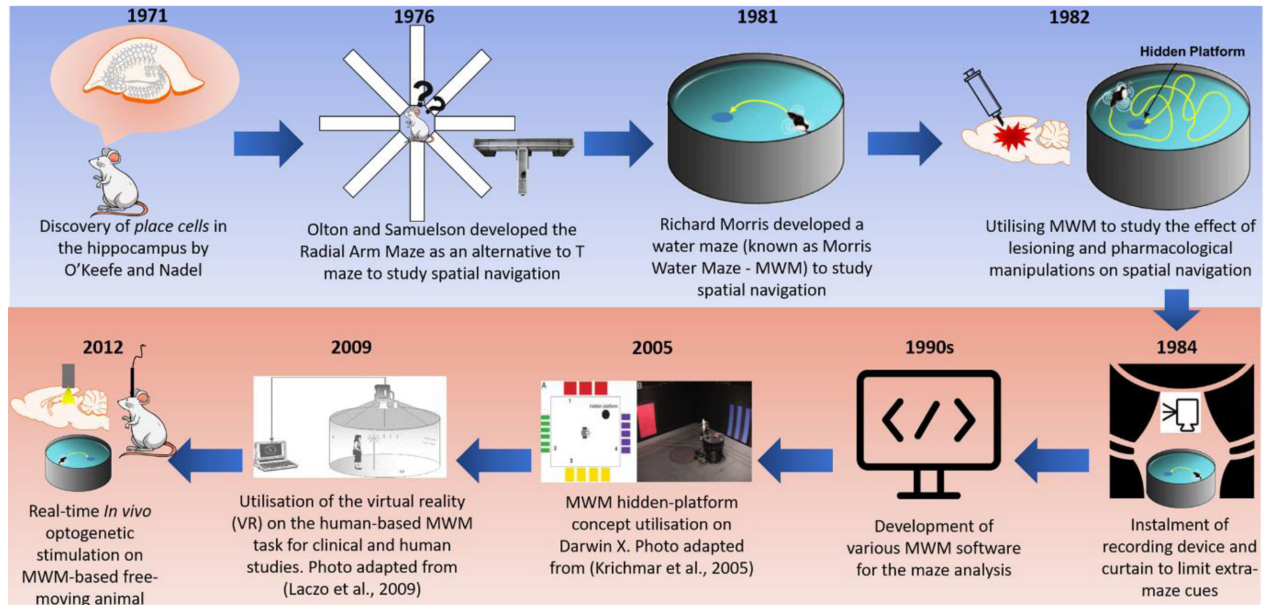 1971
Discovery of place cells in
the hippocampus by
O'Keefe and Nadel
1976
? ?
Olton and Samuelson developed the
Radial Arm Maze as an alternative to T
maze to study spatial navigation
1981
Richard Morris developed a
water maze (known as Morris
Water Maze - MWM) to study
spatial navigation
1982
Hidden Platform
Utilising MWM to study the effect of
lesioning and pharmacological
manipulations on spatial navigation
1984
Instalment of
recording device and
curtain to limit extra-
maze cues
1990s
</>
Development of
various MWM software
for the maze analysis
2005
A
B
1
hidden platform
2
4
3
MWM hidden-platform
concept utilisation on
Darwin X. Photo adapted
from (Krichmar et al., 2005)
2009
Utilisation of the virtual reality
(VR) on the human-based MWM
task for clinical and human
studies. Photo adapted from
(Laczo et al., 2009)
2012
Real-time In vivo
optogenetic
stimulation on
MWM-based free-
moving animal